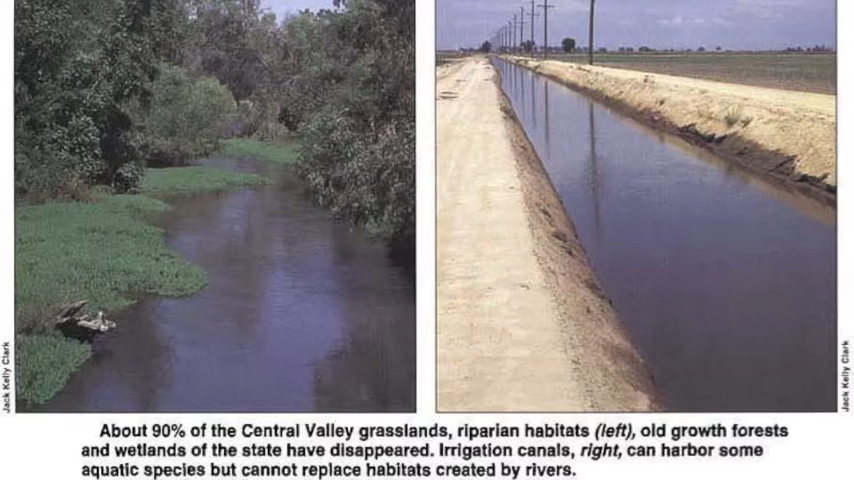 Jack Kelly Clark
Jack Kelly Clark
About 90% of the Central Valley grasslands, riparian habitats (left), old growth forests
and wetlands of the state have disappeared. Irrigation canals, right, can harbor some
aquatic species but cannot replace habitats created by rivers.